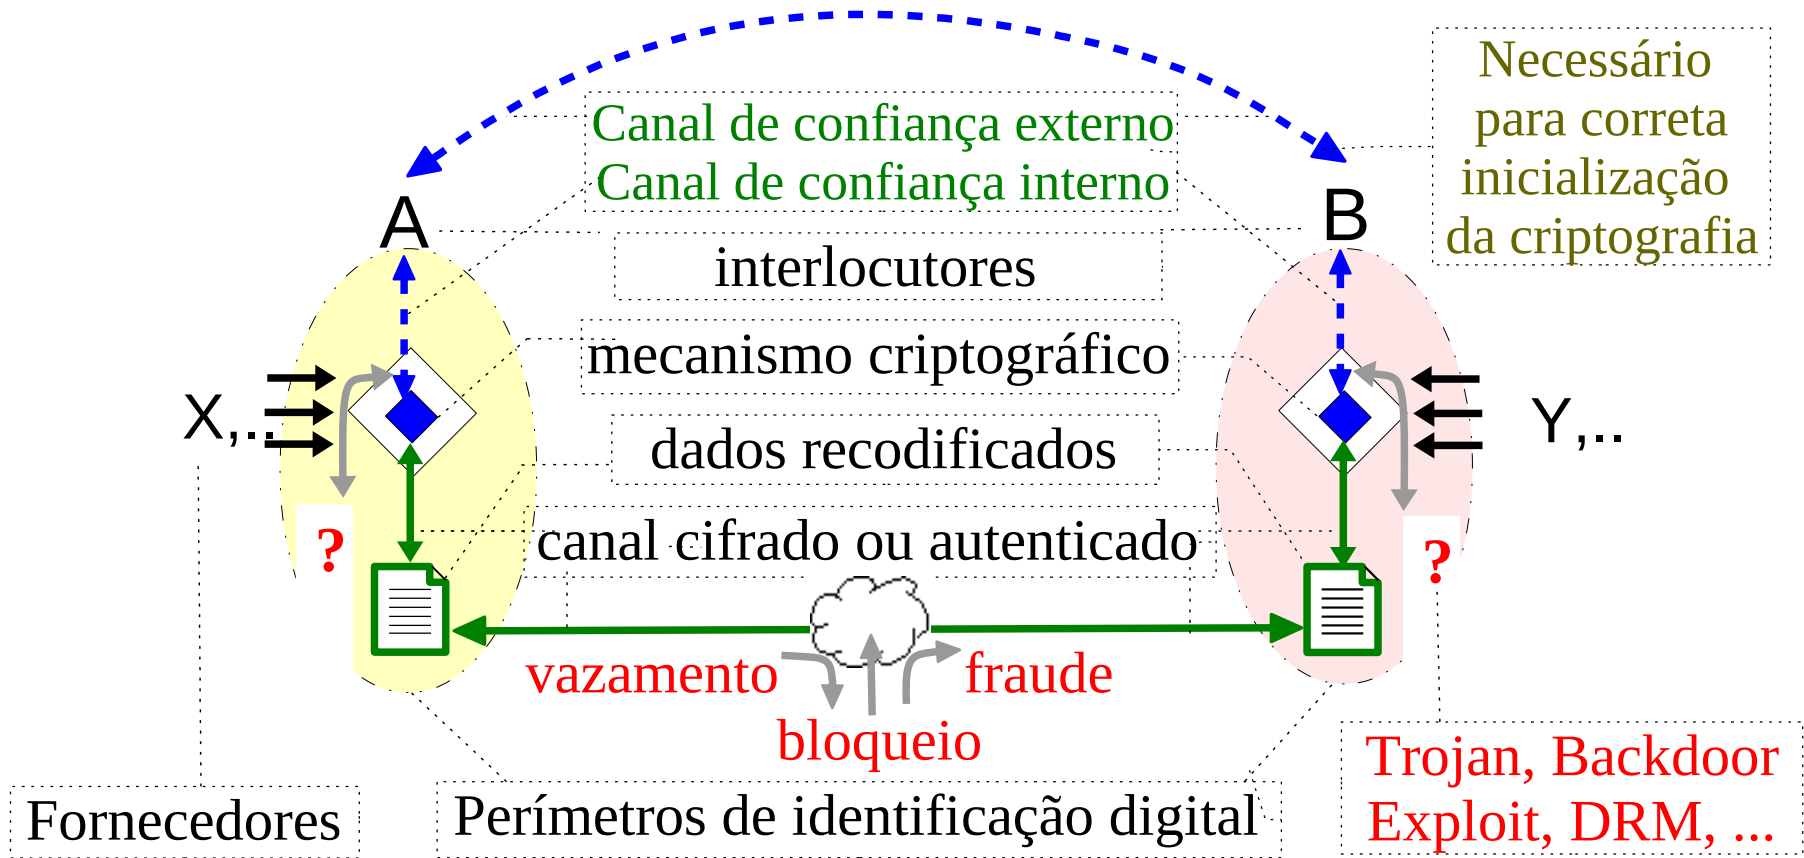 Necessário
para correta
inicialização
da criptografia
Canal de confiança externo
Canal de confiança interno
A
B
interlocutores
mecanismo criptográfico
X,..
Y,..
dados recodificados
canal cifrado ou autenticado
?
?
vazamento
fraude
bloqueio
Trojan, Backdoor
Exploit, DRM, ...
Fornecedores
Perímetros de identificação digital